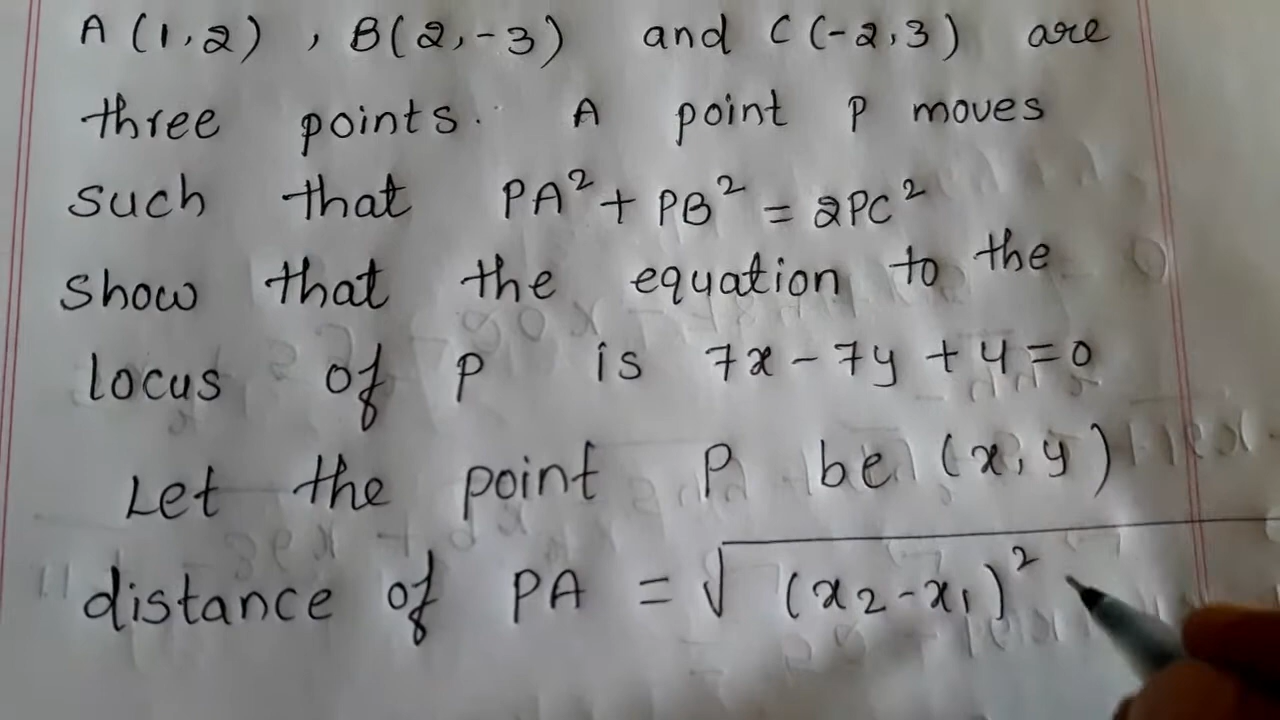 A (1,2) , B(2,-3) and C(-2,3) are
three points. A point P moves
such that PA² + PB² = 2PC²
show that the equation to the
locus of P is 7x - 7y + 4 = 0
Let the point P be (x,y)
distance of PA = √(x₂-x₁)²